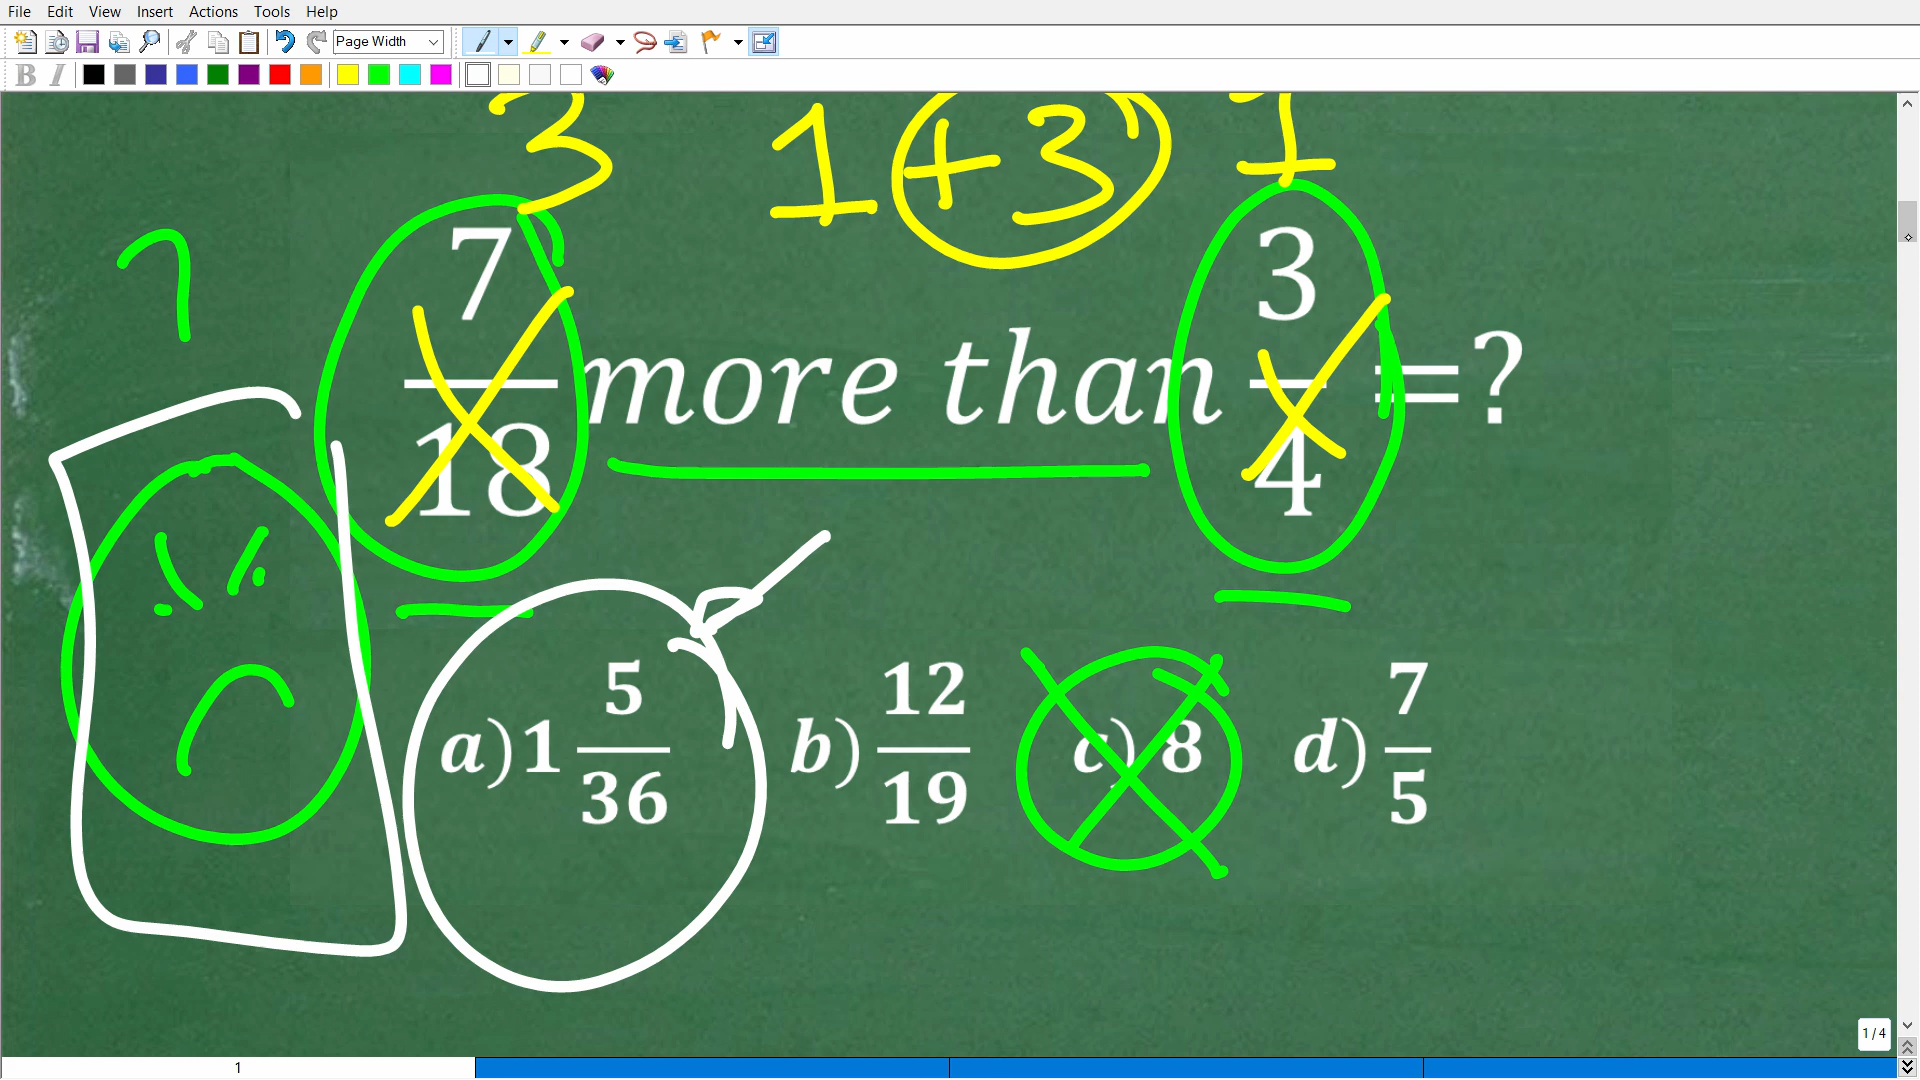 File Edit View Insert Actions Tools Help
Page Width
B I
3 1 + 3 1
7/18 more than 3/4 = ?
a) 1 5/36 b) 12/19 c) 8 d) 7/5
1 / 4
1